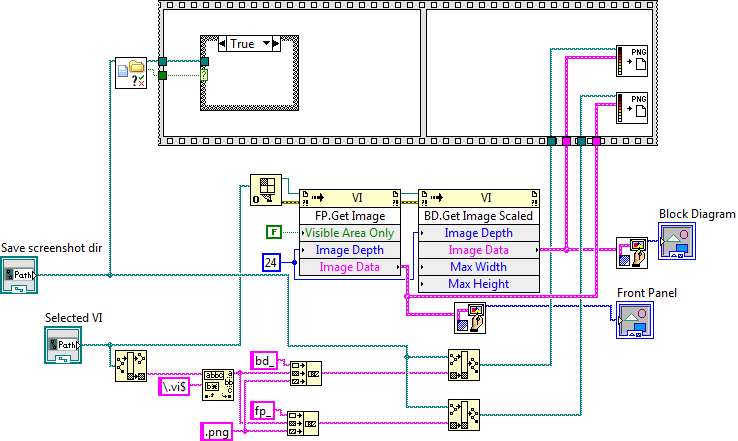 True
?
PNG
PNG
?!
?!
VI
?!
?!
VI
FP.Get Image
BD.Get Image Scaled
F
Visible Area Only
Image Depth
Block Diagram
24
Image Depth
Image Data
Image Data
Max Width
Max Height
Save screenshot dir
Path
Front Panel
Selected VI
Path
bd_
\.vi$
fp_
.png